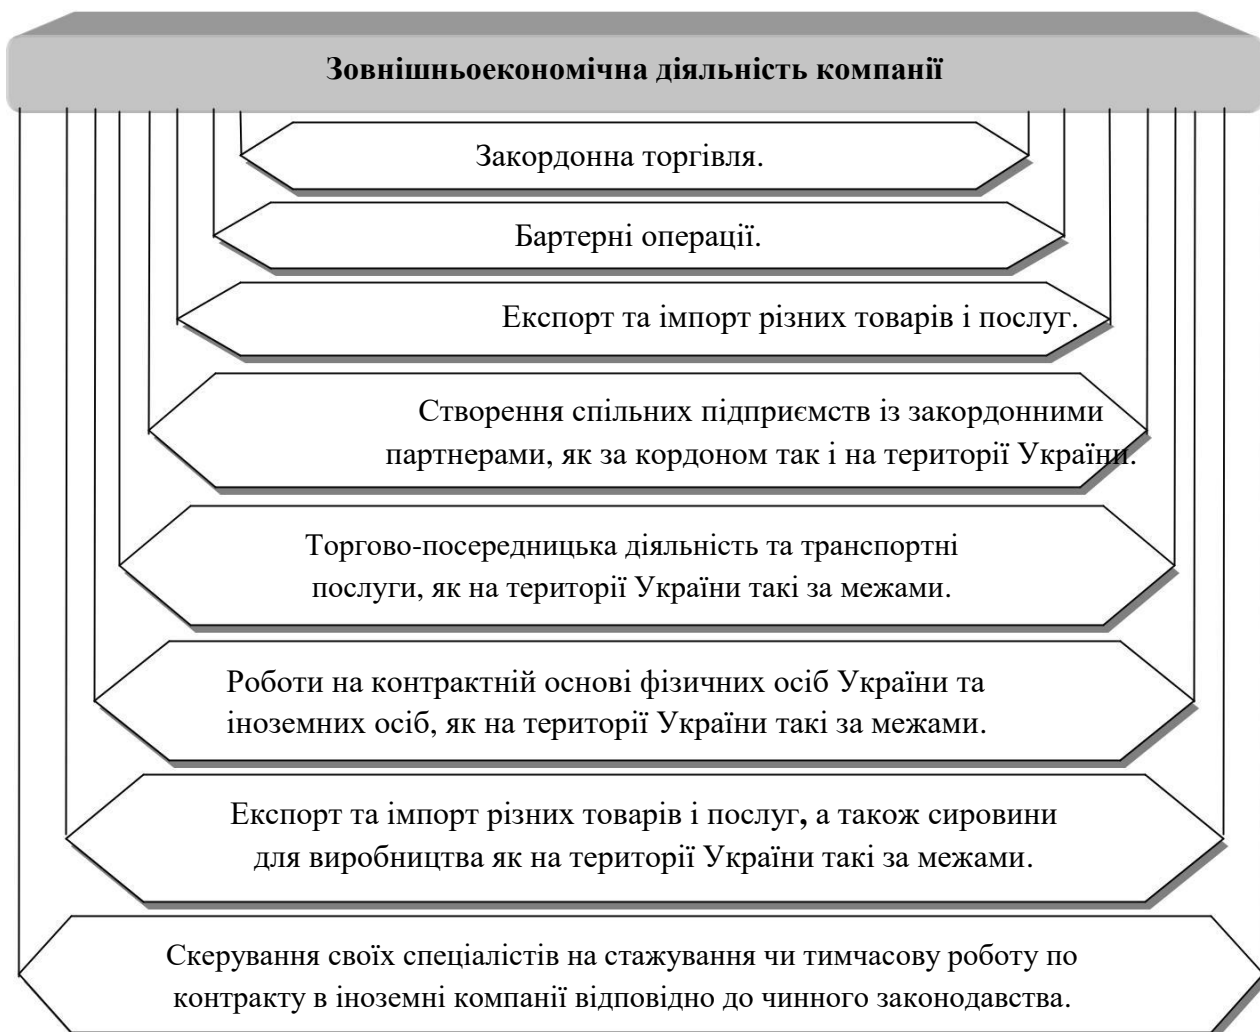 Зовнішньоекономічна діяльність компанії
Закордонна торгівля.
Бартерні операції.
Експорт та імпорт різних товарів і послуг.
Створення спільних підприємств із закордонними
партнерами, як за кордоном так і на території України.
Торгово-посередницька діяльність та транспортні
послуги, як на території України такі за межами.
Роботи на контрактній основі фізичних осіб України та
іноземних осіб, як на території України такі за межами.
Експорт та імпорт різних товарів і послуг, а також сировини
для виробництва як на території України такі за межами.
Скерування своїх спеціалістів на стажування чи тимчасову роботу по
контракту в іноземні компанії відповідно до чинного законодавства.